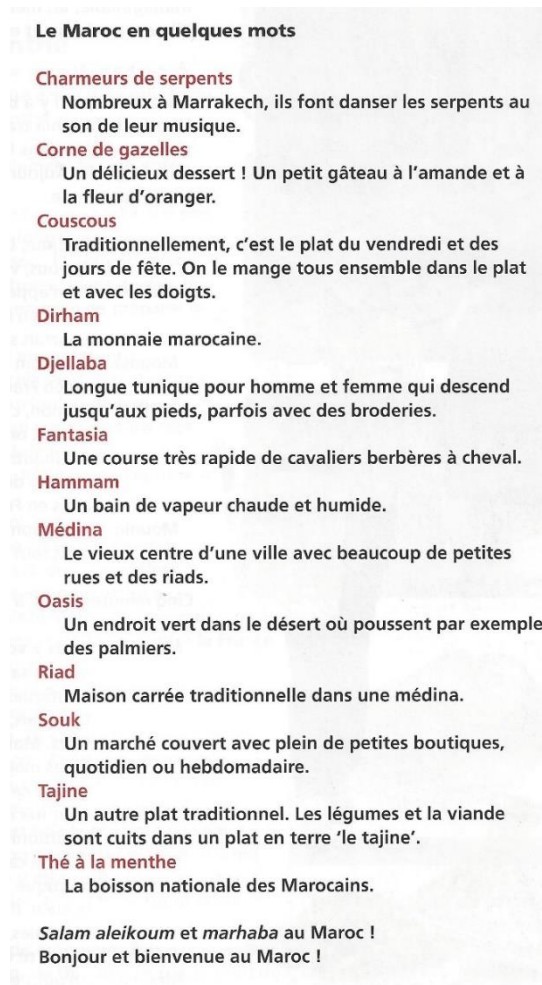 Le Maroc en quelques mots
Charmeurs de serpents
Nombreux à Marrakech, ils font danser les serpents au
son de leur musique.
Corne de gazelles
Un délicieux dessert ! Un petit gâteau à l'amande et à
la fleur d'oranger.
Couscous
Traditionnellement, c'est le plat du vendredi et des
jours de fête. On le mange tous ensemble dans le plat
et avec les doigts.
Dirham
La monnaie marocaine.
Djellaba
Longue tunique pour homme et femme qui descend
jusqu'aux pieds, parfois avec des broderies.
Fantasia
Une course très rapide de cavaliers berbères à cheval.
Hammam
Un bain de vapeur chaude et humide.
Médina
Le vieux centre d'une ville avec beaucoup de petites
rues et des riads.
Oasis
Un endroit vert dans le désert où poussent par exemple
des palmiers.
Riad
Maison carrée traditionnelle dans une médina.
Souk
Un marché couvert avec plein de petites boutiques,
quotidien ou hebdomadaire.
Tajine
Un autre plat traditionnel. Les légumes et la viande
sont cuits dans un plat en terre 'le tajine'.
Thé à la menthe
La boisson nationale des Marocains.
Salam aleikoum et marhaba au Maroc !
Bonjour et bienvenue au Maroc !